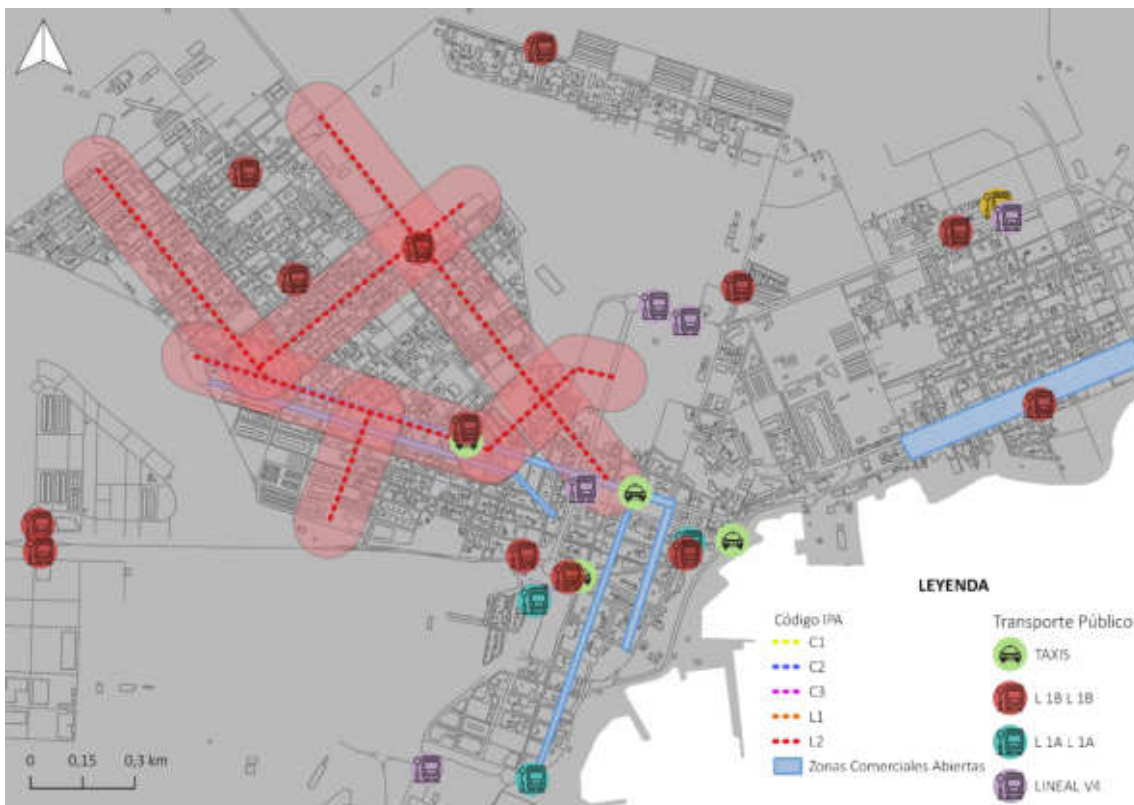 LEYENDA
Código IPA
C1
C2
C3
L1
L2
Zonas Comerciales Abiertas
Transporte Público
TAXIS
L 1B L 1B
L 1A L 1A
LINEAL V4
0 0,15 0,3 km